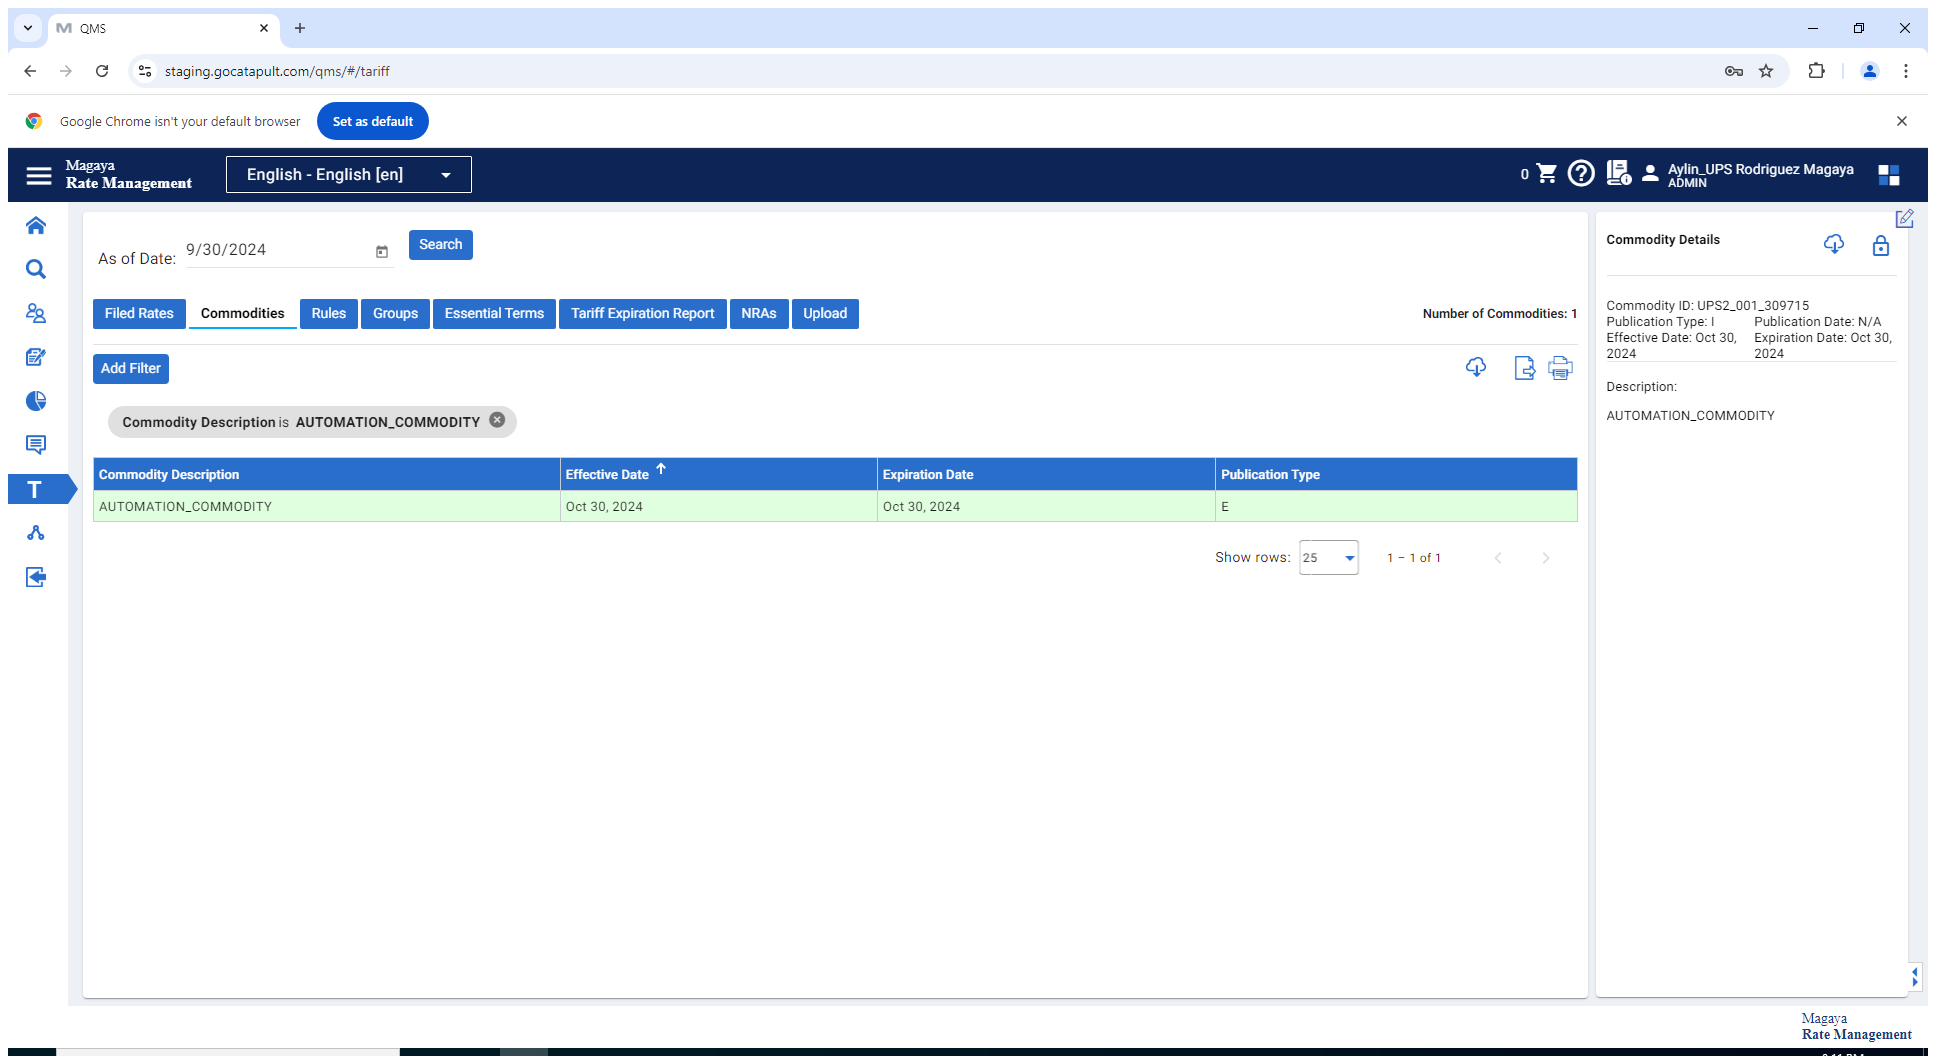 QMS
staging.gocatapult.com/qms/#/tariff
Google Chrome isn't your default browser
Set as default
Magaya
Rate Management
English - English [en]
0
Aylin_UPS Rodriguez Magaya
ADMIN
As of Date:
9/30/2024
Search
Filed Rates
Commodities
Rules
Groups
Essential Terms
Tariff Expiration Report
NRAs
Upload
Number of Commodities: 1
Add Filter
Commodity Description is AUTOMATION_COMMODITY
Commodity Description
Effective Date
Expiration Date
Publication Type
AUTOMATION_COMMODITY
Oct 30, 2024
Oct 30, 2024
E
Show rows:
25
1 – 1 of 1
T
Commodity Details
Commodity ID: UPS2_001_309715
Publication Type: I
Publication Date: N/A
Effective Date: Oct 30,
2024
Expiration Date: Oct 30,
2024
Description:
AUTOMATION_COMMODITY
Magaya
Rate Management